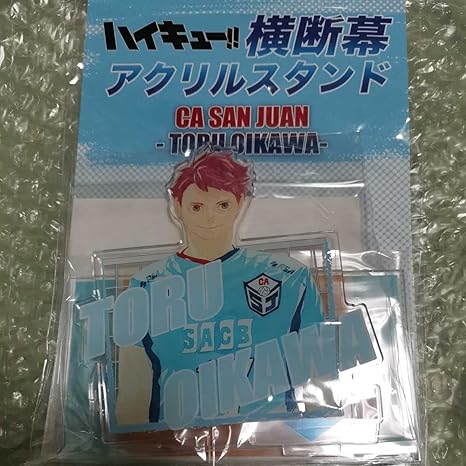 ハイキュー!! 横断幕
アクリルスタンド
CA SAN JUAN
- TORU OIKAWA-
CA
SJ
TORU
SACB
OIKAWA